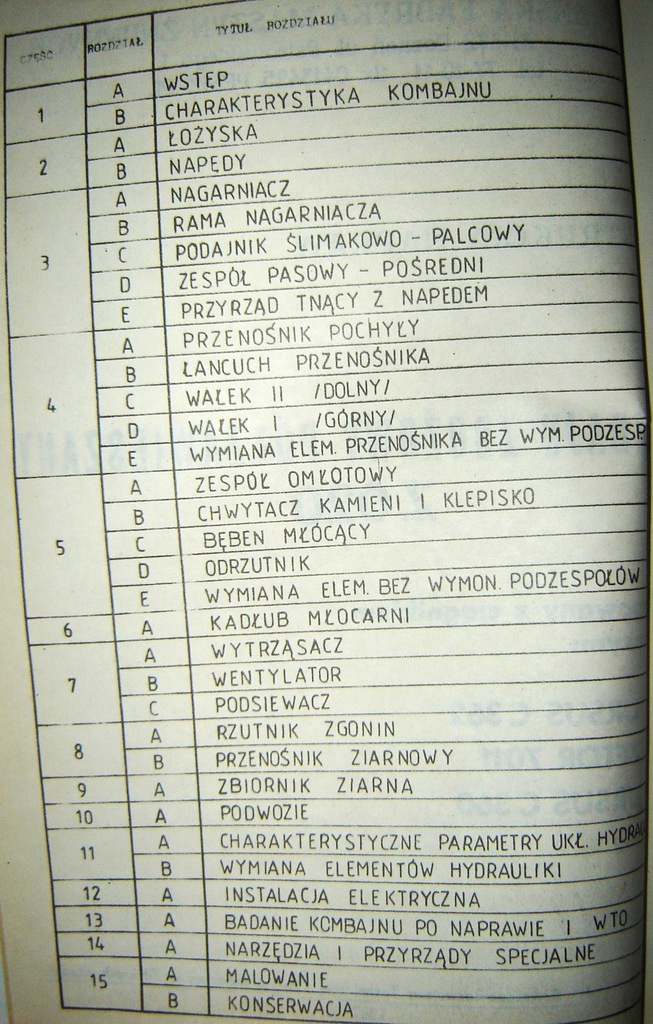 CZĘŚĆ ROZDZIAŁ TYTUŁ ROZDZIAŁU
1 A WSTĘP
B CHARAKTERYSTYKA KOMBAJNU
2 A ŁOŻYSKA
B NAPĘDY
3 A NAGARNIACZ
B RAMA NAGARNIACZA
C PODAJNIK ŚLIMAKOWO - PALCOWY
D ZESPÓŁ PASOWY - POŚREDNI
E PRZYRZĄD TNĄCY Z NAPEDEM
4 A PRZENOŚNIK POCHYŁY
B ŁANCUCH PRZENOŚNIKA
C WAŁEK II /DOLNY/
D WAŁEK I /GÓRNY/
E WYMIANA ELEM. PRZENOŚNIKA BEZ WYM. PODZESP.
5 A ZESPÓŁ OMŁOTOWY
B CHWYTACZ KAMIENI I KLEPISKO
C BĘBEN MŁÓCĄCY
D ODRZUTNIK
E WYMIANA ELEM. BEZ WYMON. PODZESPOŁÓW
6 A KADŁUB MŁOCARNI
7 A WYTRZĄSACZ
B WENTYLATOR
C PODSIEWACZ
8 A RZUTNIK ZGONIN
B PRZENOŚNIK ZIARNOWY
9 A ZBIORNIK ZIARNA
10 A PODWOZIE
11 A CHARAKTERYSTYCZNE PARAMETRY UKŁ. HYDRAU
B WYMIANA ELEMENTÓW HYDRAULIKI
12 A INSTALACJA ELEKTRYCZNA
13 A BADANIE KOMBAJNU PO NAPRAWIE I WTO
14 A NARZĘDZIA I PRZYRZĄDY SPECJALNE
15 A MALOWANIE
B KONSERWACJA